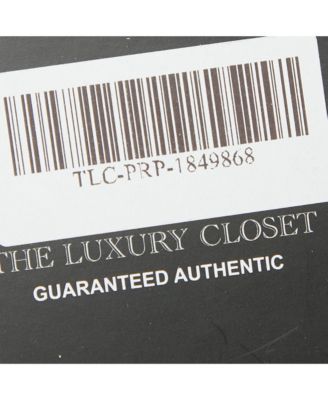 TLC-PRP-1849868
THE LUXURY CLOSET
GUARANTEED AUTHENTIC